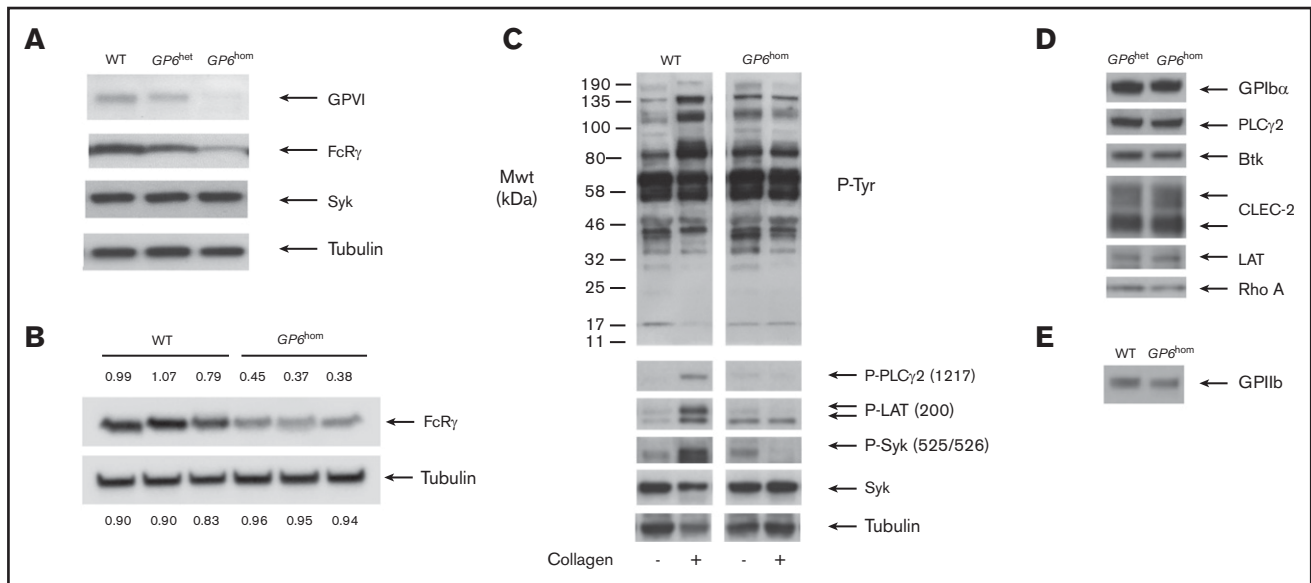 A
WT GP6het GP6hom
GPVI
FcRγ
Syk
Tubulin
B
WT GP6hom
0.99 1.07 0.79 0.45 0.37 0.38
FcRγ
Tubulin
0.90 0.90 0.83 0.96 0.95 0.94
C
WT GP6hom
Mwt
(kDa)
190
135
100
80
58
46
32
25
17
11
P-Tyr
P-PLCγ2 (1217)
P-LAT (200)
P-Syk (525/526)
Syk
Tubulin
Collagen - + - +
D
GP6het GP6hom
GPIbα
PLCγ2
Btk
CLEC-2
LAT
Rho A
E
WT GP6hom
GPIIb